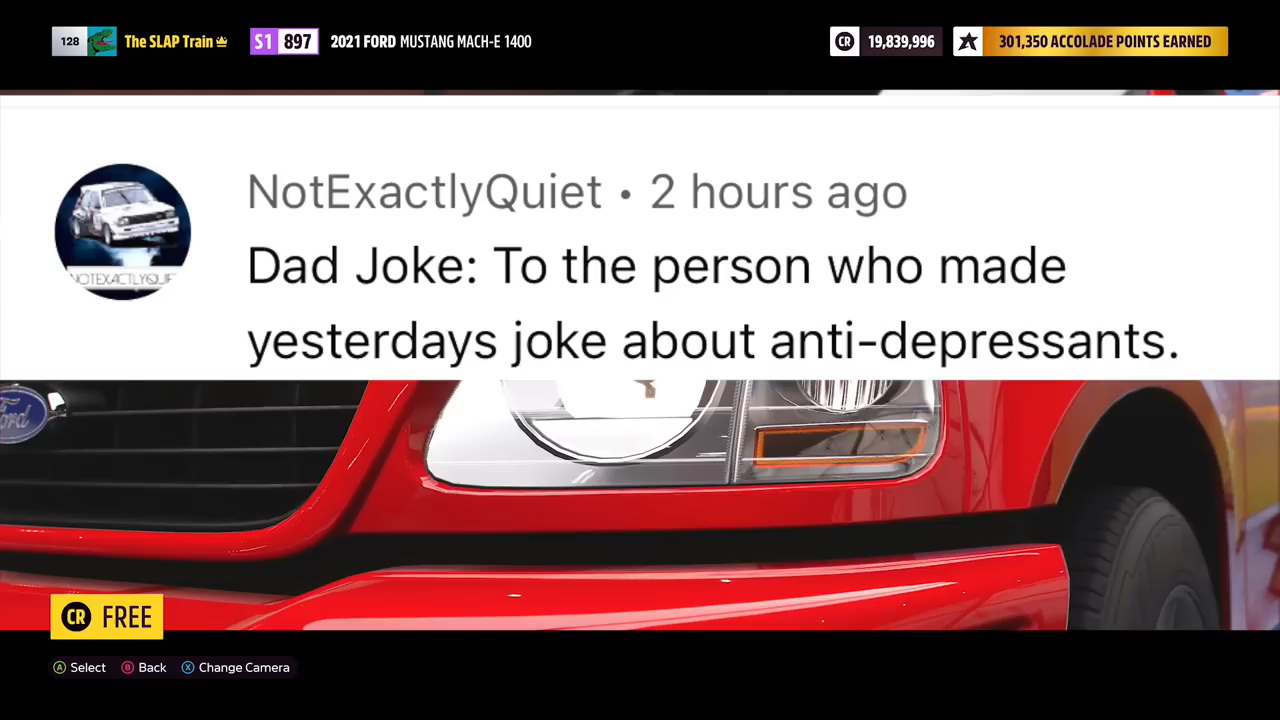 128 The SLAP Train S1 897 2021 FORD MUSTANG MACH-E 1400 CR 19,839,996 301,350 ACCOLADE POINTS EARNED
NotExactlyQuiet • 2 hours ago
NOTEXACTLYQUIET
Dad Joke: To the person who made
yesterdays joke about anti-depressants.
Ford
CR FREE
A Select B Back X Change Camera